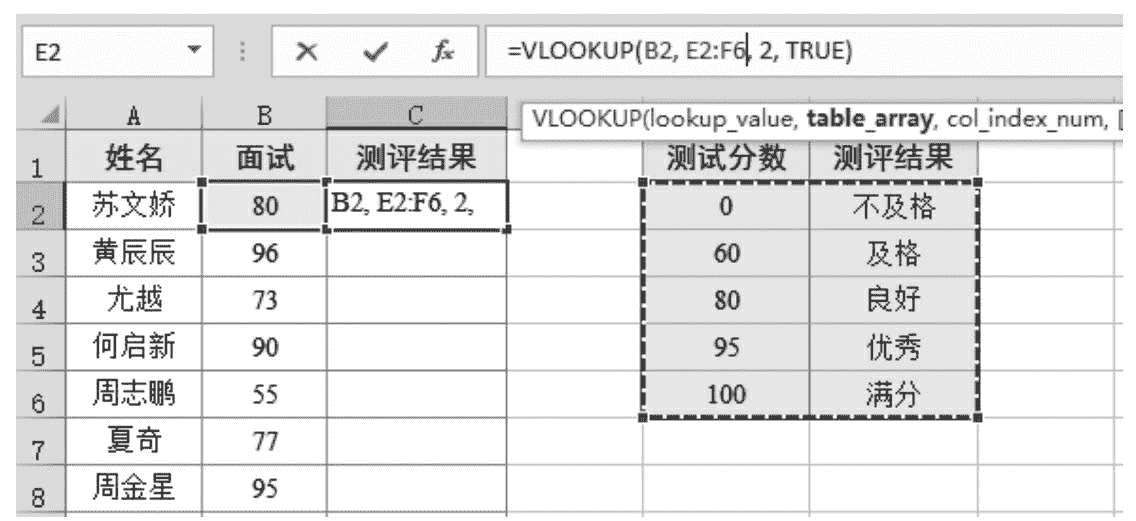 E2 =VLOOKUP(B2, E2:F6, 2, TRUE)
VLOOKUP(lookup_value, table_array, col_index_num, [
A B C
1 姓名 面试 测评结果 测试分数 测评结果
2 苏文娇 80 B2, E2:F6, 2, 0 不及格
3 黄辰辰 96 60 及格
4 尤越 73 80 良好
5 何启新 90 95 优秀
6 周志鹏 55 100 满分
7 夏奇 77
8 周金星 95